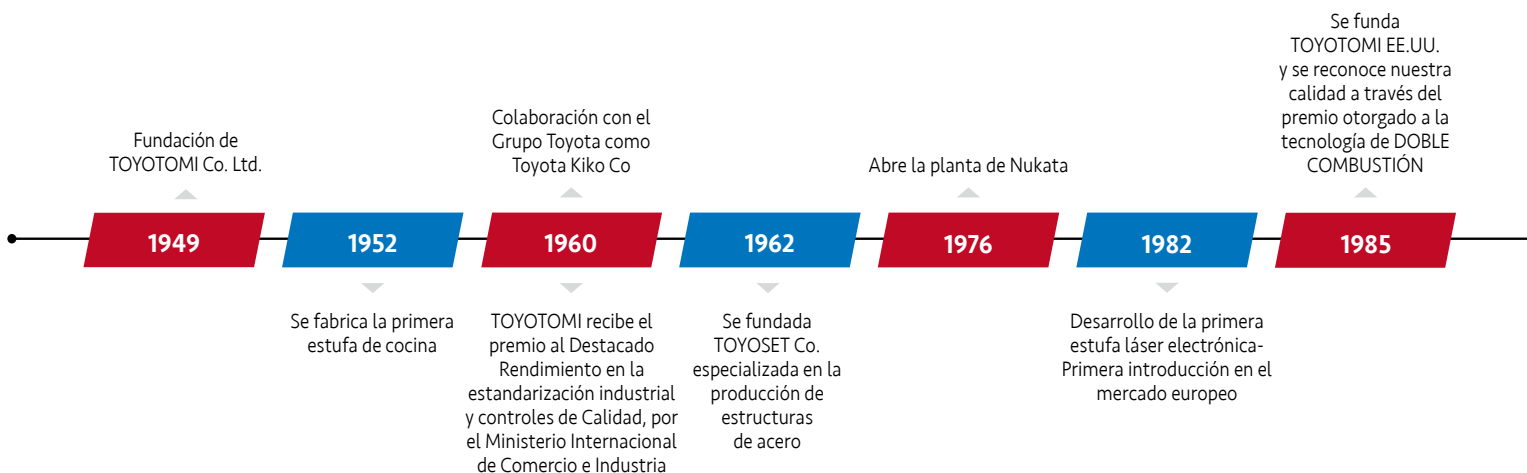 Fundación de
TOYOTOMI Co. Ltd.
1949
1952
Se fabrica la primera
estufa de cocina
Colaboración con el
Grupo Toyota como
Toyota Kiko Co
1960
TOYOTOMI recibe el
premio al Destacado
Rendimiento en la
estandarización industrial
y controles de Calidad, por
el Ministerio Internacional
de Comercio e Industria
1962
Se fundada
TOYOSET Co.
especializada en la
producción de
estructuras
de acero
Abre la planta de Nukata
1976
1982
Desarrollo de la primera
estufa láser electrónica-
Primera introducción en el
mercado europeo
Se funda
TOYOTOMI EE.UU.
y se reconoce nuestra
calidad a través del
premio otorgado a la
tecnología de DOBLE
COMBUSTIÓN
1985